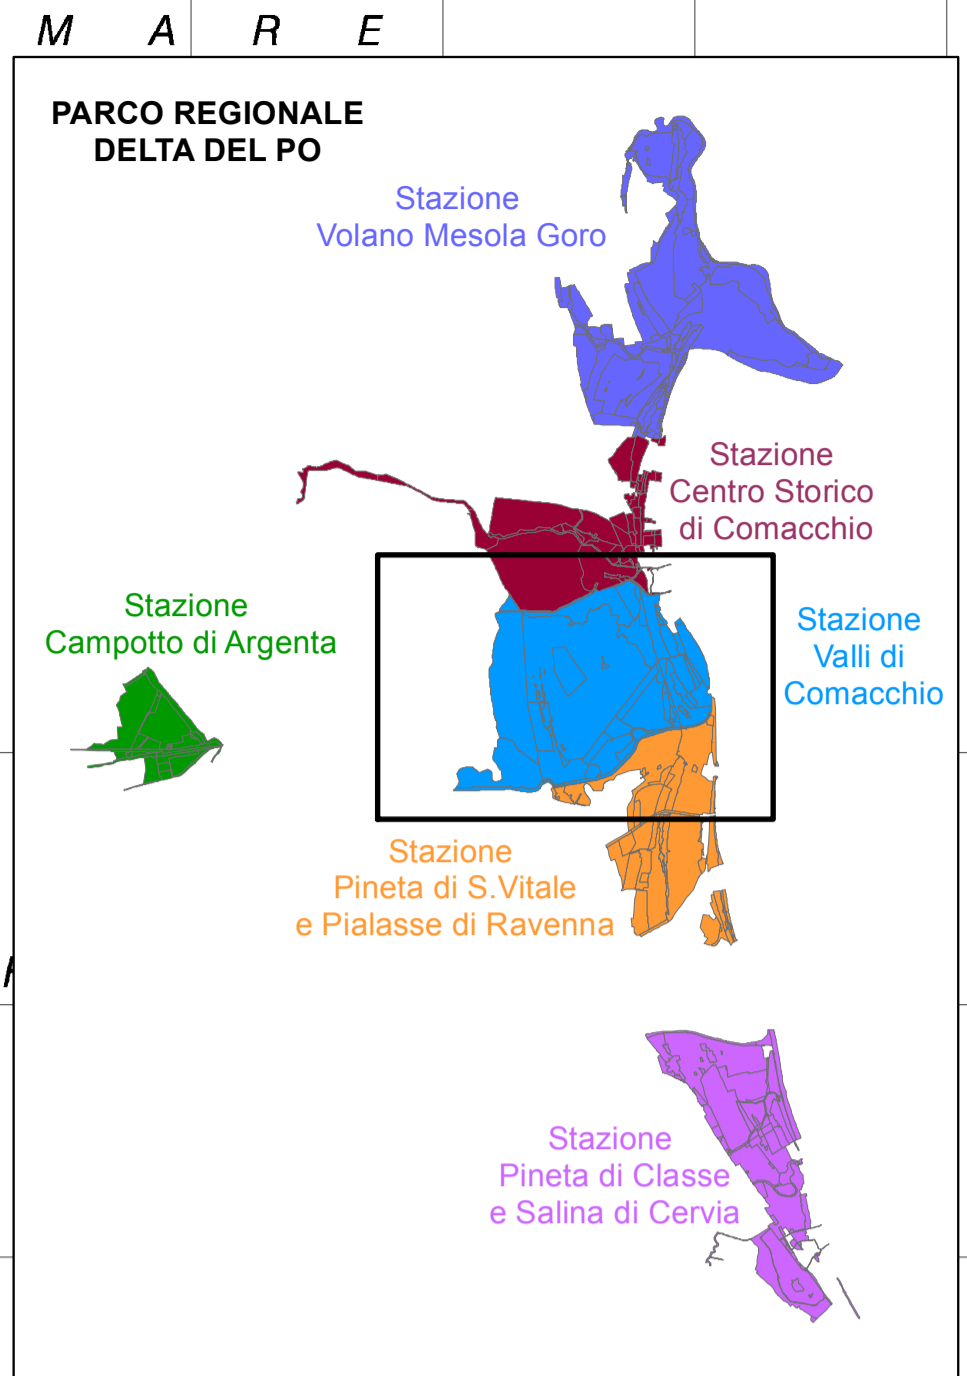 M A R E
PARCO REGIONALE
DELTA DEL PO
Stazione
Volano Mesola Goro
Stazione
Centro Storico
di Comacchio
Stazione
Campotto di Argenta
Stazione
Valli di
Comacchio
Stazione
Pineta di S.Vitale
e Pialasse di Ravenna
Stazione
Pineta di Classe
e Salina di Cervia